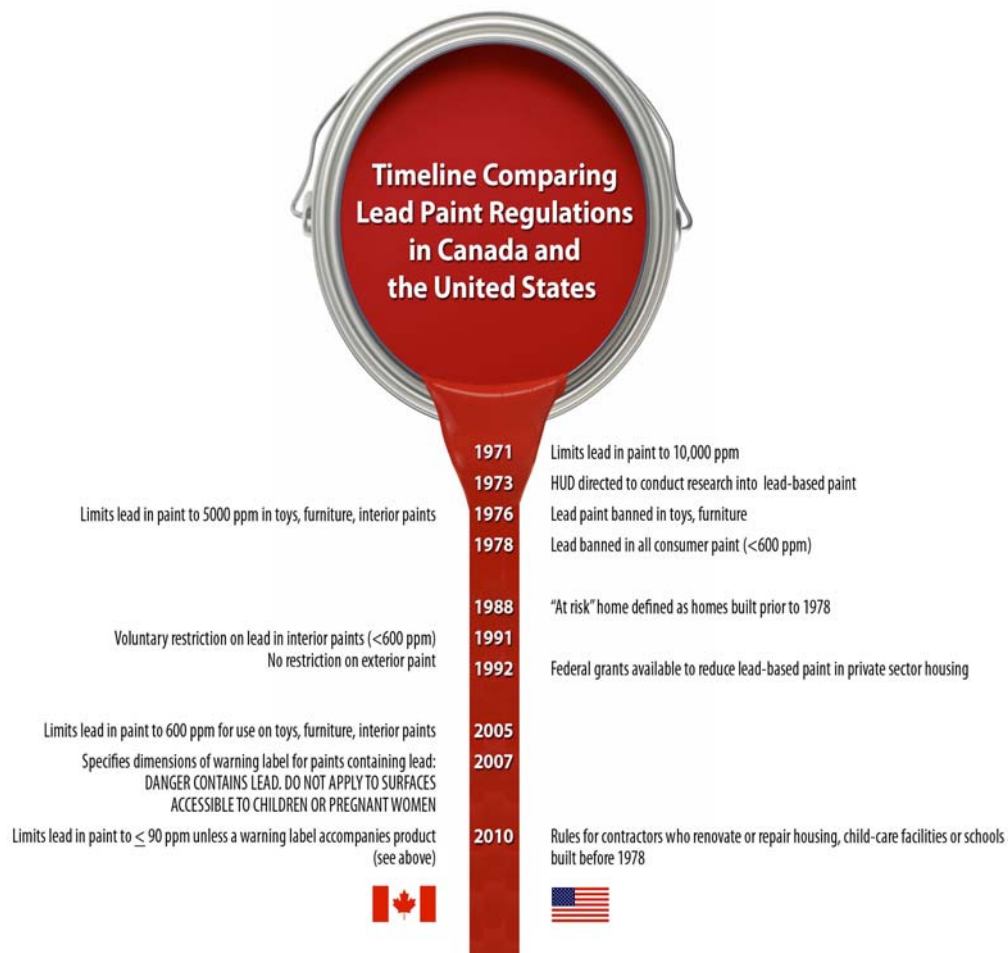 Timeline Comparing
Lead Paint Regulations
in Canada and
the United States
1971 Limits lead in paint to 10,000 ppm
1973 HUD directed to conduct research into lead-based paint
Limits lead in paint to 5000 ppm in toys, furniture, interior paints 1976 Lead paint banned in toys, furniture
1978 Lead banned in all consumer paint (<600 ppm)
1988 “At risk” home defined as homes built prior to 1978
Voluntary restriction on lead in interior paints (<600 ppm) 1991
No restriction on exterior paint
1992 Federal grants available to reduce lead-based paint in private sector housing
Limits lead in paint to 600 ppm for use on toys, furniture, interior paints 2005
Specifies dimensions of warning label for paints containing lead: 2007
DANGER CONTAINS LEAD. DO NOT APPLY TO SURFACES
ACCESSIBLE TO CHILDREN OR PREGNANT WOMEN
Limits lead in paint to ≤ 90 ppm unless a warning label accompanies product 2010 Rules for contractors who renovate or repair housing, child-care facilities or schools
(see above) built before 1978